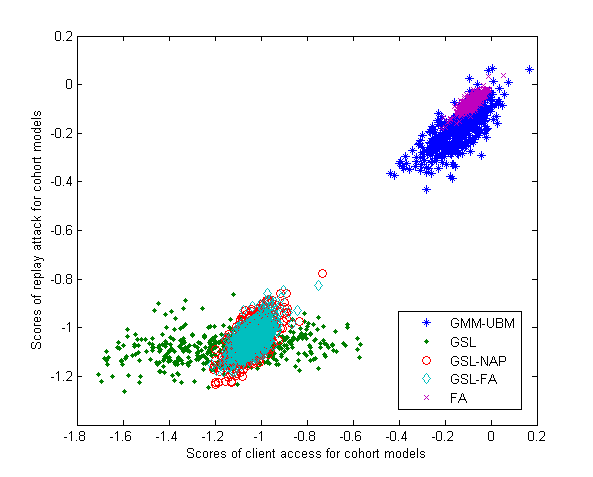 0.2
0
-0.2
-0.4
-0.6
-0.8
-1
-1.2
-1.8
-1.6
-1.4
-1.2
-1
-0.8
-0.6
-0.4
-0.2
0
0.2
Scores of replay attack for cohort models
Scores of client access for cohort models
GMM-UBM
GSL
GSL-NAP
GSL-FA
FA